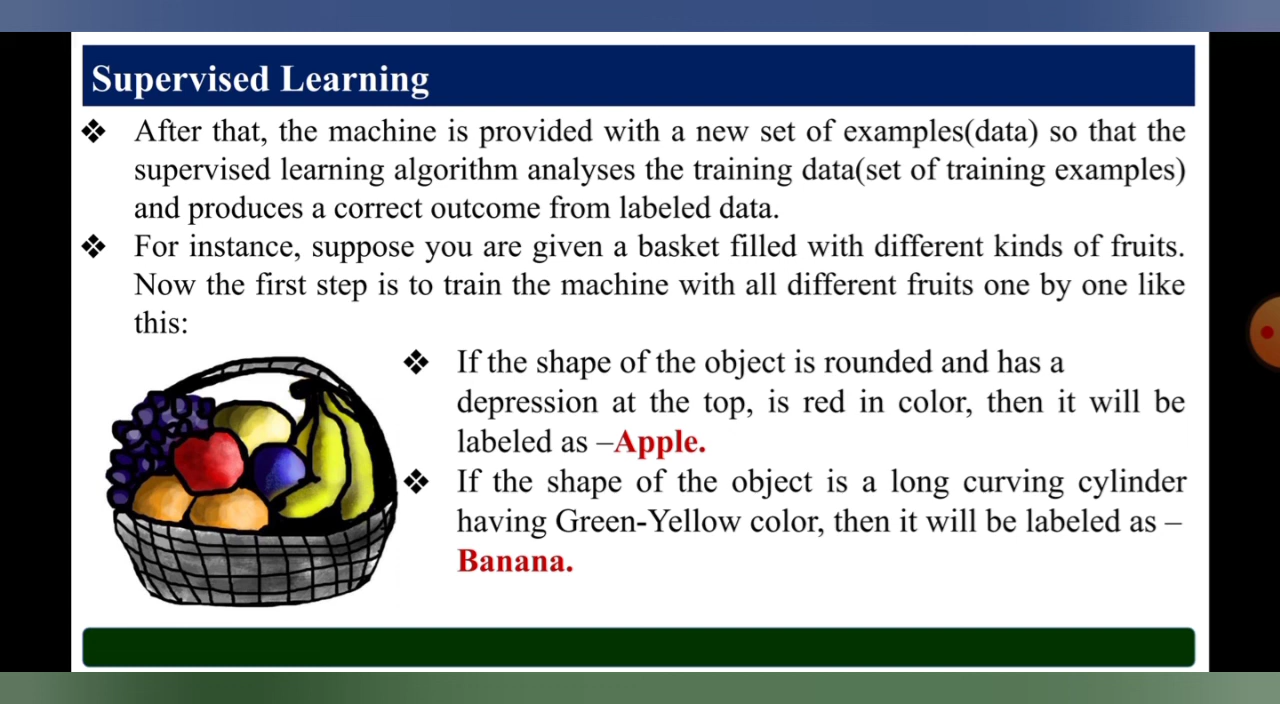 Supervised Learning
❖ After that, the machine is provided with a new set of examples(data) so that the
supervised learning algorithm analyses the training data(set of training examples)
and produces a correct outcome from labeled data.
❖ For instance, suppose you are given a basket filled with different kinds of fruits.
Now the first step is to train the machine with all different fruits one by one like
this:
❖ If the shape of the object is rounded and has a
depression at the top, is red in color, then it will be
labeled as –Apple.
❖ If the shape of the object is a long curving cylinder
having Green-Yellow color, then it will be labeled as –
Banana.